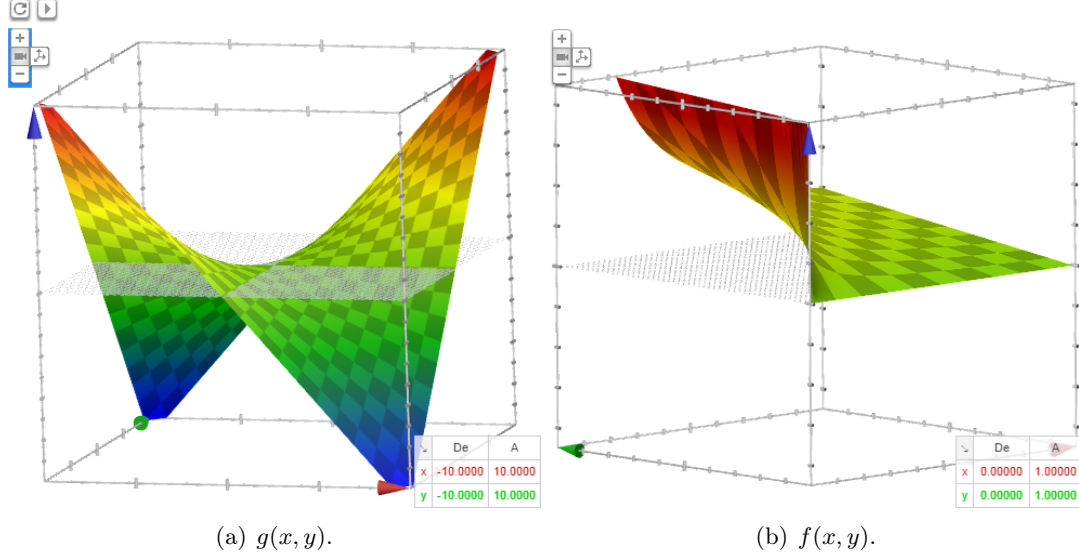 De A
x -10.0000 10.0000
y -10.0000 10.0000
De A
x 0.00000 1.00000
y 0.00000 1.00000
(a) g(x, y).
(b) f(x, y).